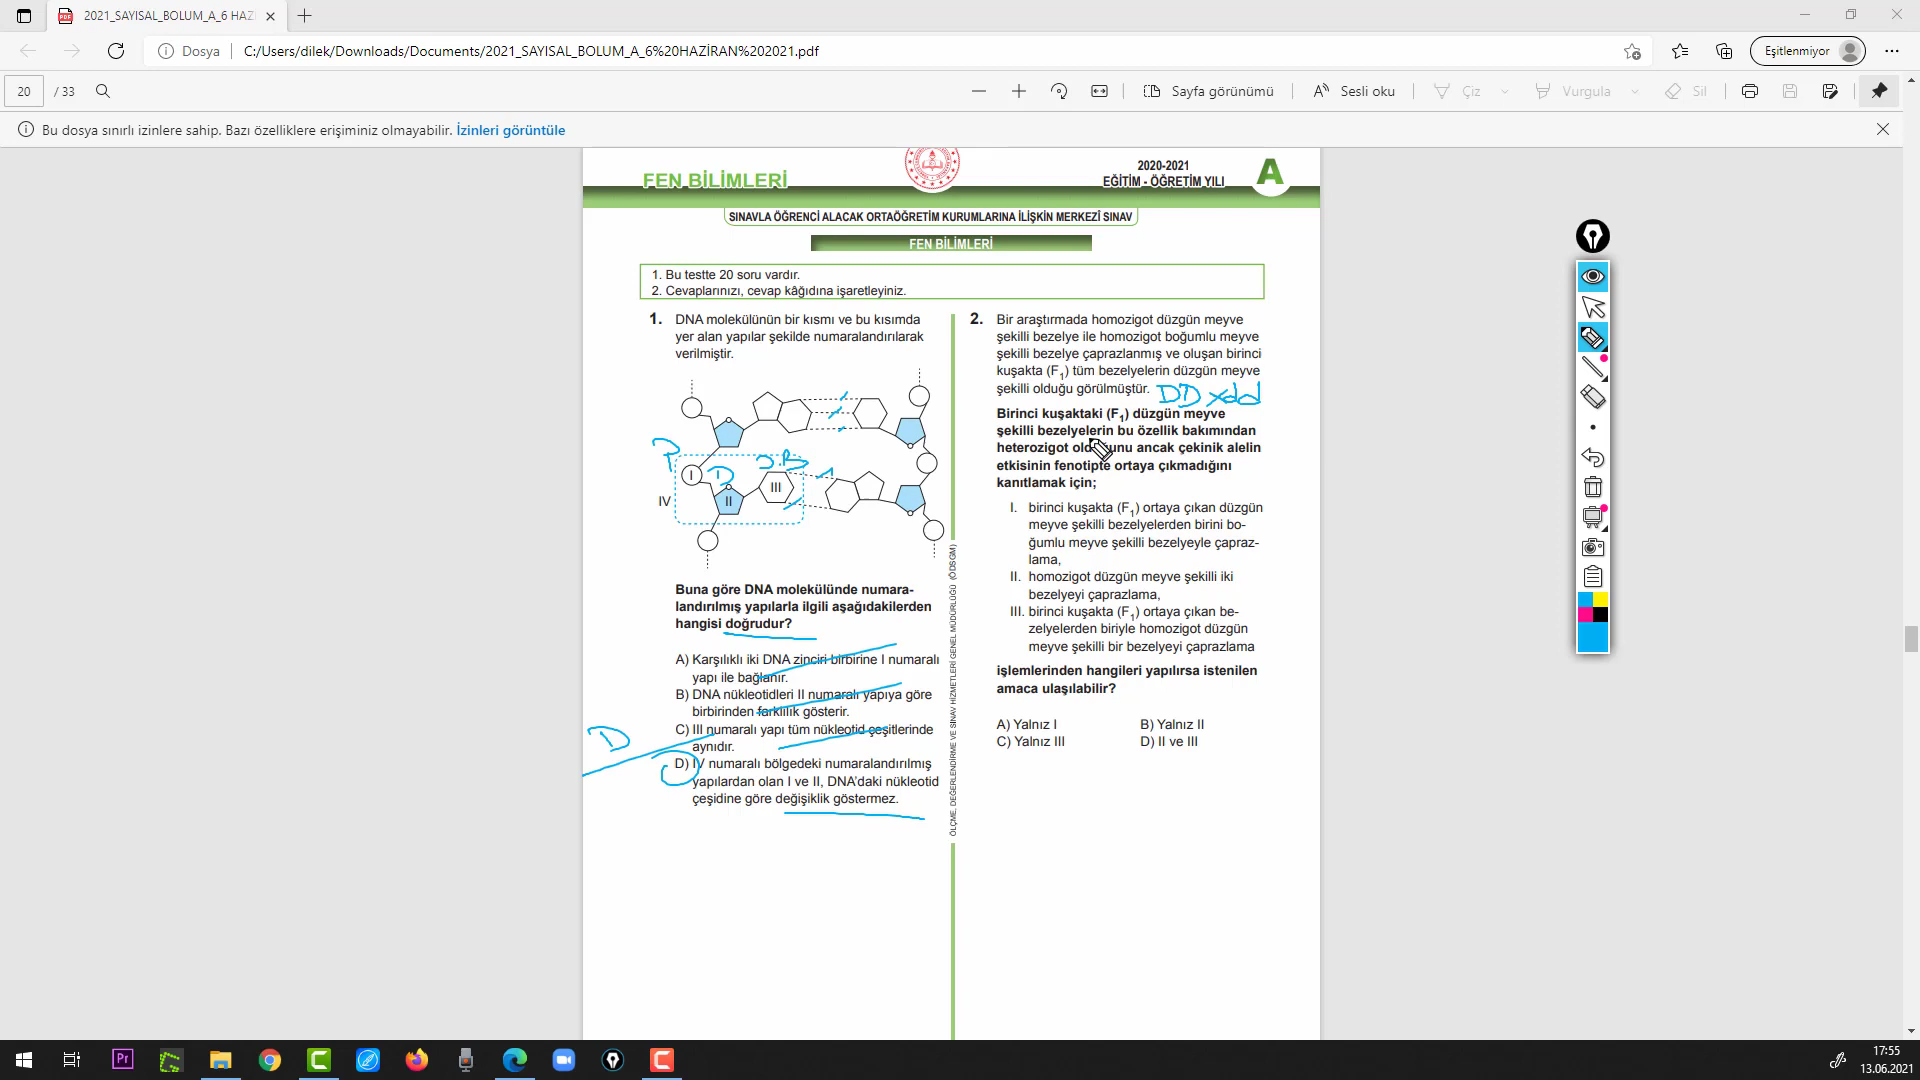 2021_SAYISAL_BOLUM_A_6 HAZİ
Dosya
C:/Users/dilek/Downloads/Documents/2021_SAYISAL_BOLUM_A_6%20HAZİRAN%202021.pdf
Eşitlenmiyor
20
/ 33
Sayfa görünümü
Sesli oku
Çiz
Vurgula
Sil
Bu dosya sınırlı izinlere sahip. Bazı özelliklere erişiminiz olmayabilir. İzinleri görüntüle
FEN BİLİMLERİ
2020-2021
EĞİTİM - ÖĞRETİM YILI
A
SINAVLA ÖĞRENCİ ALACAK ORTAÖĞRETİM KURUMLARINA İLİŞKİN MERKEZÎ SINAV
FEN BİLİMLERİ
1. Bu testte 20 soru vardır.
2. Cevaplarınızı, cevap kâğıdına işaretleyiniz.
1. DNA molekülünün bir kısmı ve bu kısımda
yer alan yapılar şekilde numaralandırılarak
verilmiştir.
P
D
O.B
I
II
III
IV
Buna göre DNA molekülünde numara-
landırılmış yapılarla ilgili aşağıdakilerden
hangisi doğrudur?
A) Karşılıklı iki DNA zinciri birbirine I numaralı
yapı ile bağlanır.
B) DNA nükleotidleri II numaralı yapıya göre
birbirinden farklılık gösterir.
C) III numaralı yapı tüm nükleotid çeşitlerinde
aynıdır.
D
D) IV numaralı bölgedeki numaralandırılmış
yapılardan olan I ve II, DNA'daki nükleotid
çeşidine göre değişiklik göstermez.
ÖLÇME, DEĞERLENDİRME VE SINAV HİZMETLERİ GENEL MÜDÜRLÜĞÜ (ÖDSGM)
2. Bir araştırmada homozigot düzgün meyve
şekilli bezelye ile homozigot boğumlu meyve
şekilli bezelye çaprazlanmış ve oluşan birinci
kuşakta (F1) tüm bezelyelerin düzgün meyve
şekilli olduğu görülmüştür.
DD x dd
Birinci kuşaktaki (F1) düzgün meyve
şekilli bezelyelerin bu özellik bakımından
heterozigot olduğunu ancak çekinik alelin
etkisinin fenotipte ortaya çıkmadığını
kanıtlamak için;
I. birinci kuşakta (F1) ortaya çıkan düzgün
meyve şekilli bezelyelerden birini bo-
ğumlu meyve şekilli bezelyeyle çapraz-
lama,
II. homozigot düzgün meyve şekilli iki
bezelyeyi çaprazlama,
III. birinci kuşakta (F1) ortaya çıkan be-
zelyelerden biriyle homozigot düzgün
meyve şekilli bir bezelyeyi çaprazlama
işlemlerinden hangileri yapılırsa istenilen
amaca ulaşılabilir?
A) Yalnız I
B) Yalnız II
C) Yalnız III
D) II ve III
17:55
13.06.2021